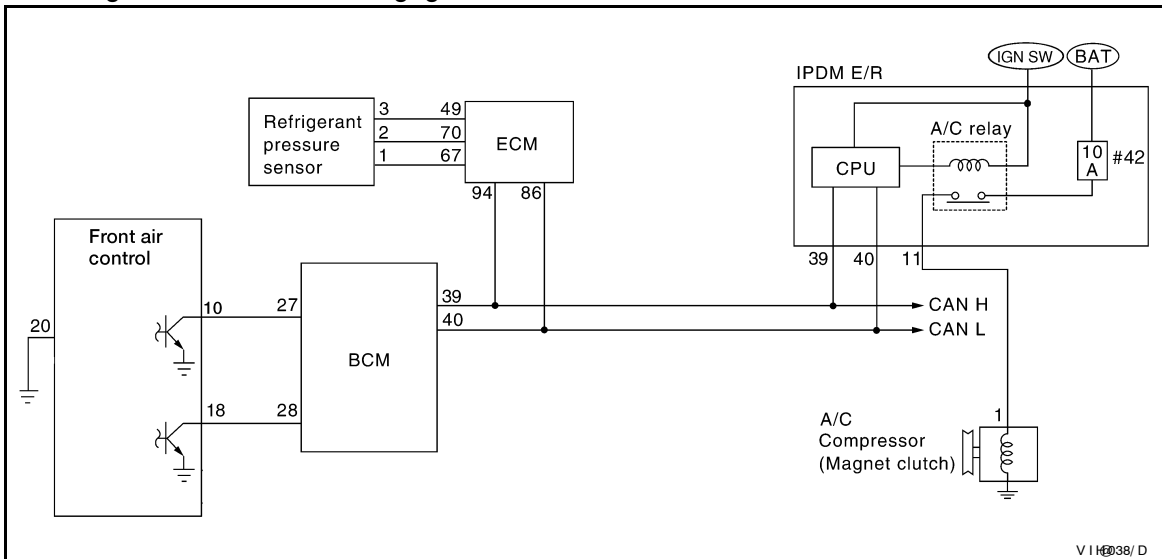 IGN SW
BAT
IPDM E/R
A/C relay
10
A
#42
CPU
39
40
11
Refrigerant
pressure
sensor
3
2
1
49
70
67
ECM
94
86
Front air
control
10
18
20
27
28
BCM
39
40
CAN H
CAN L
A/C
Compressor
(Magnet clutch)
1